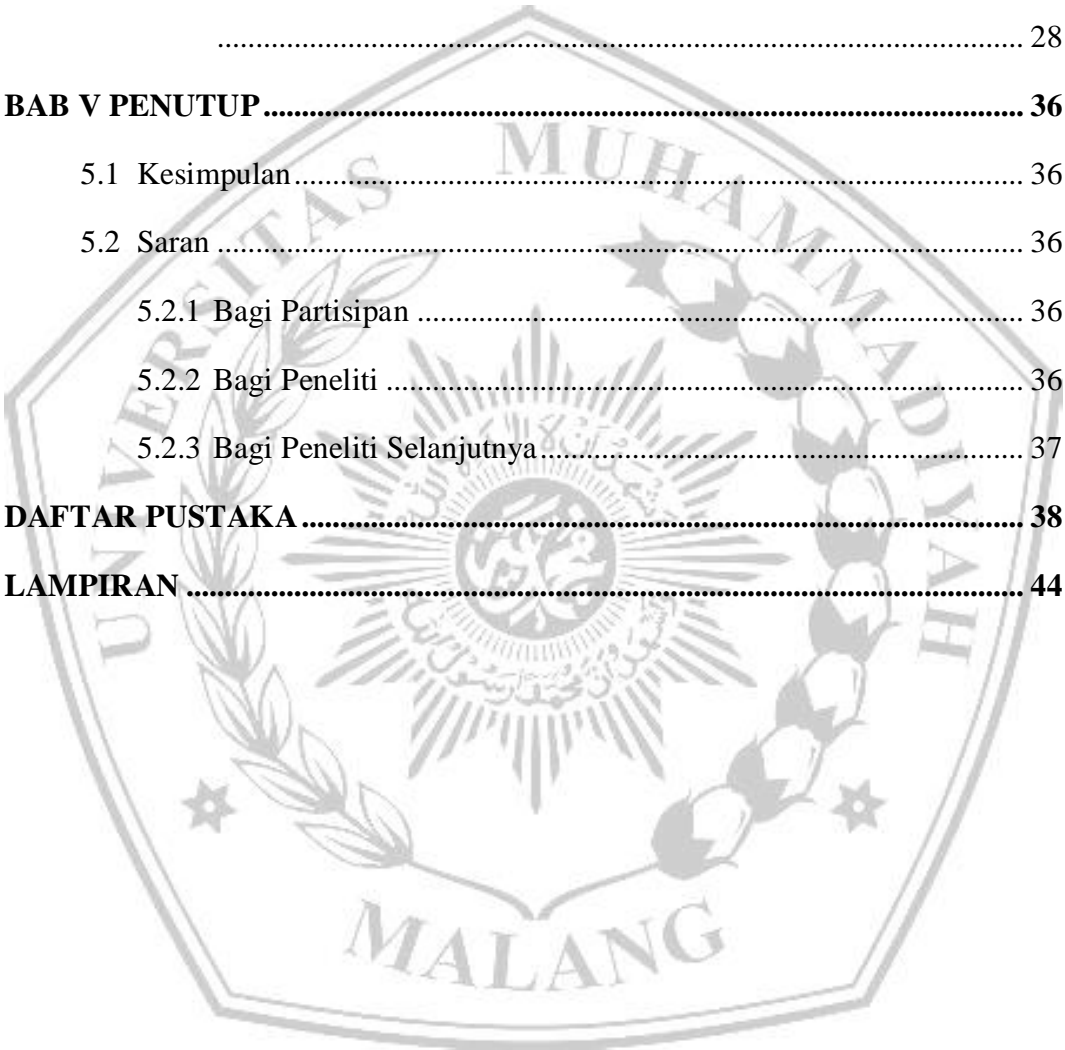 ............................................................................................................ 28
BAB V PENUTUP .................................................................................................... 36
5.1 Kesimpulan ................................................................................................ 36
5.2 Saran .......................................................................................................... 36
5.2.1 Bagi Partisipan ................................................................................ 36
5.2.2 Bagi Peneliti .................................................................................... 36
5.2.3 Bagi Peneliti Selanjutnya ................................................................ 37
DAFTAR PUSTAKA ............................................................................................... 38
LAMPIRAN .............................................................................................................. 44
UNIVERSITAS MUHAMMADIYAH
MALANG